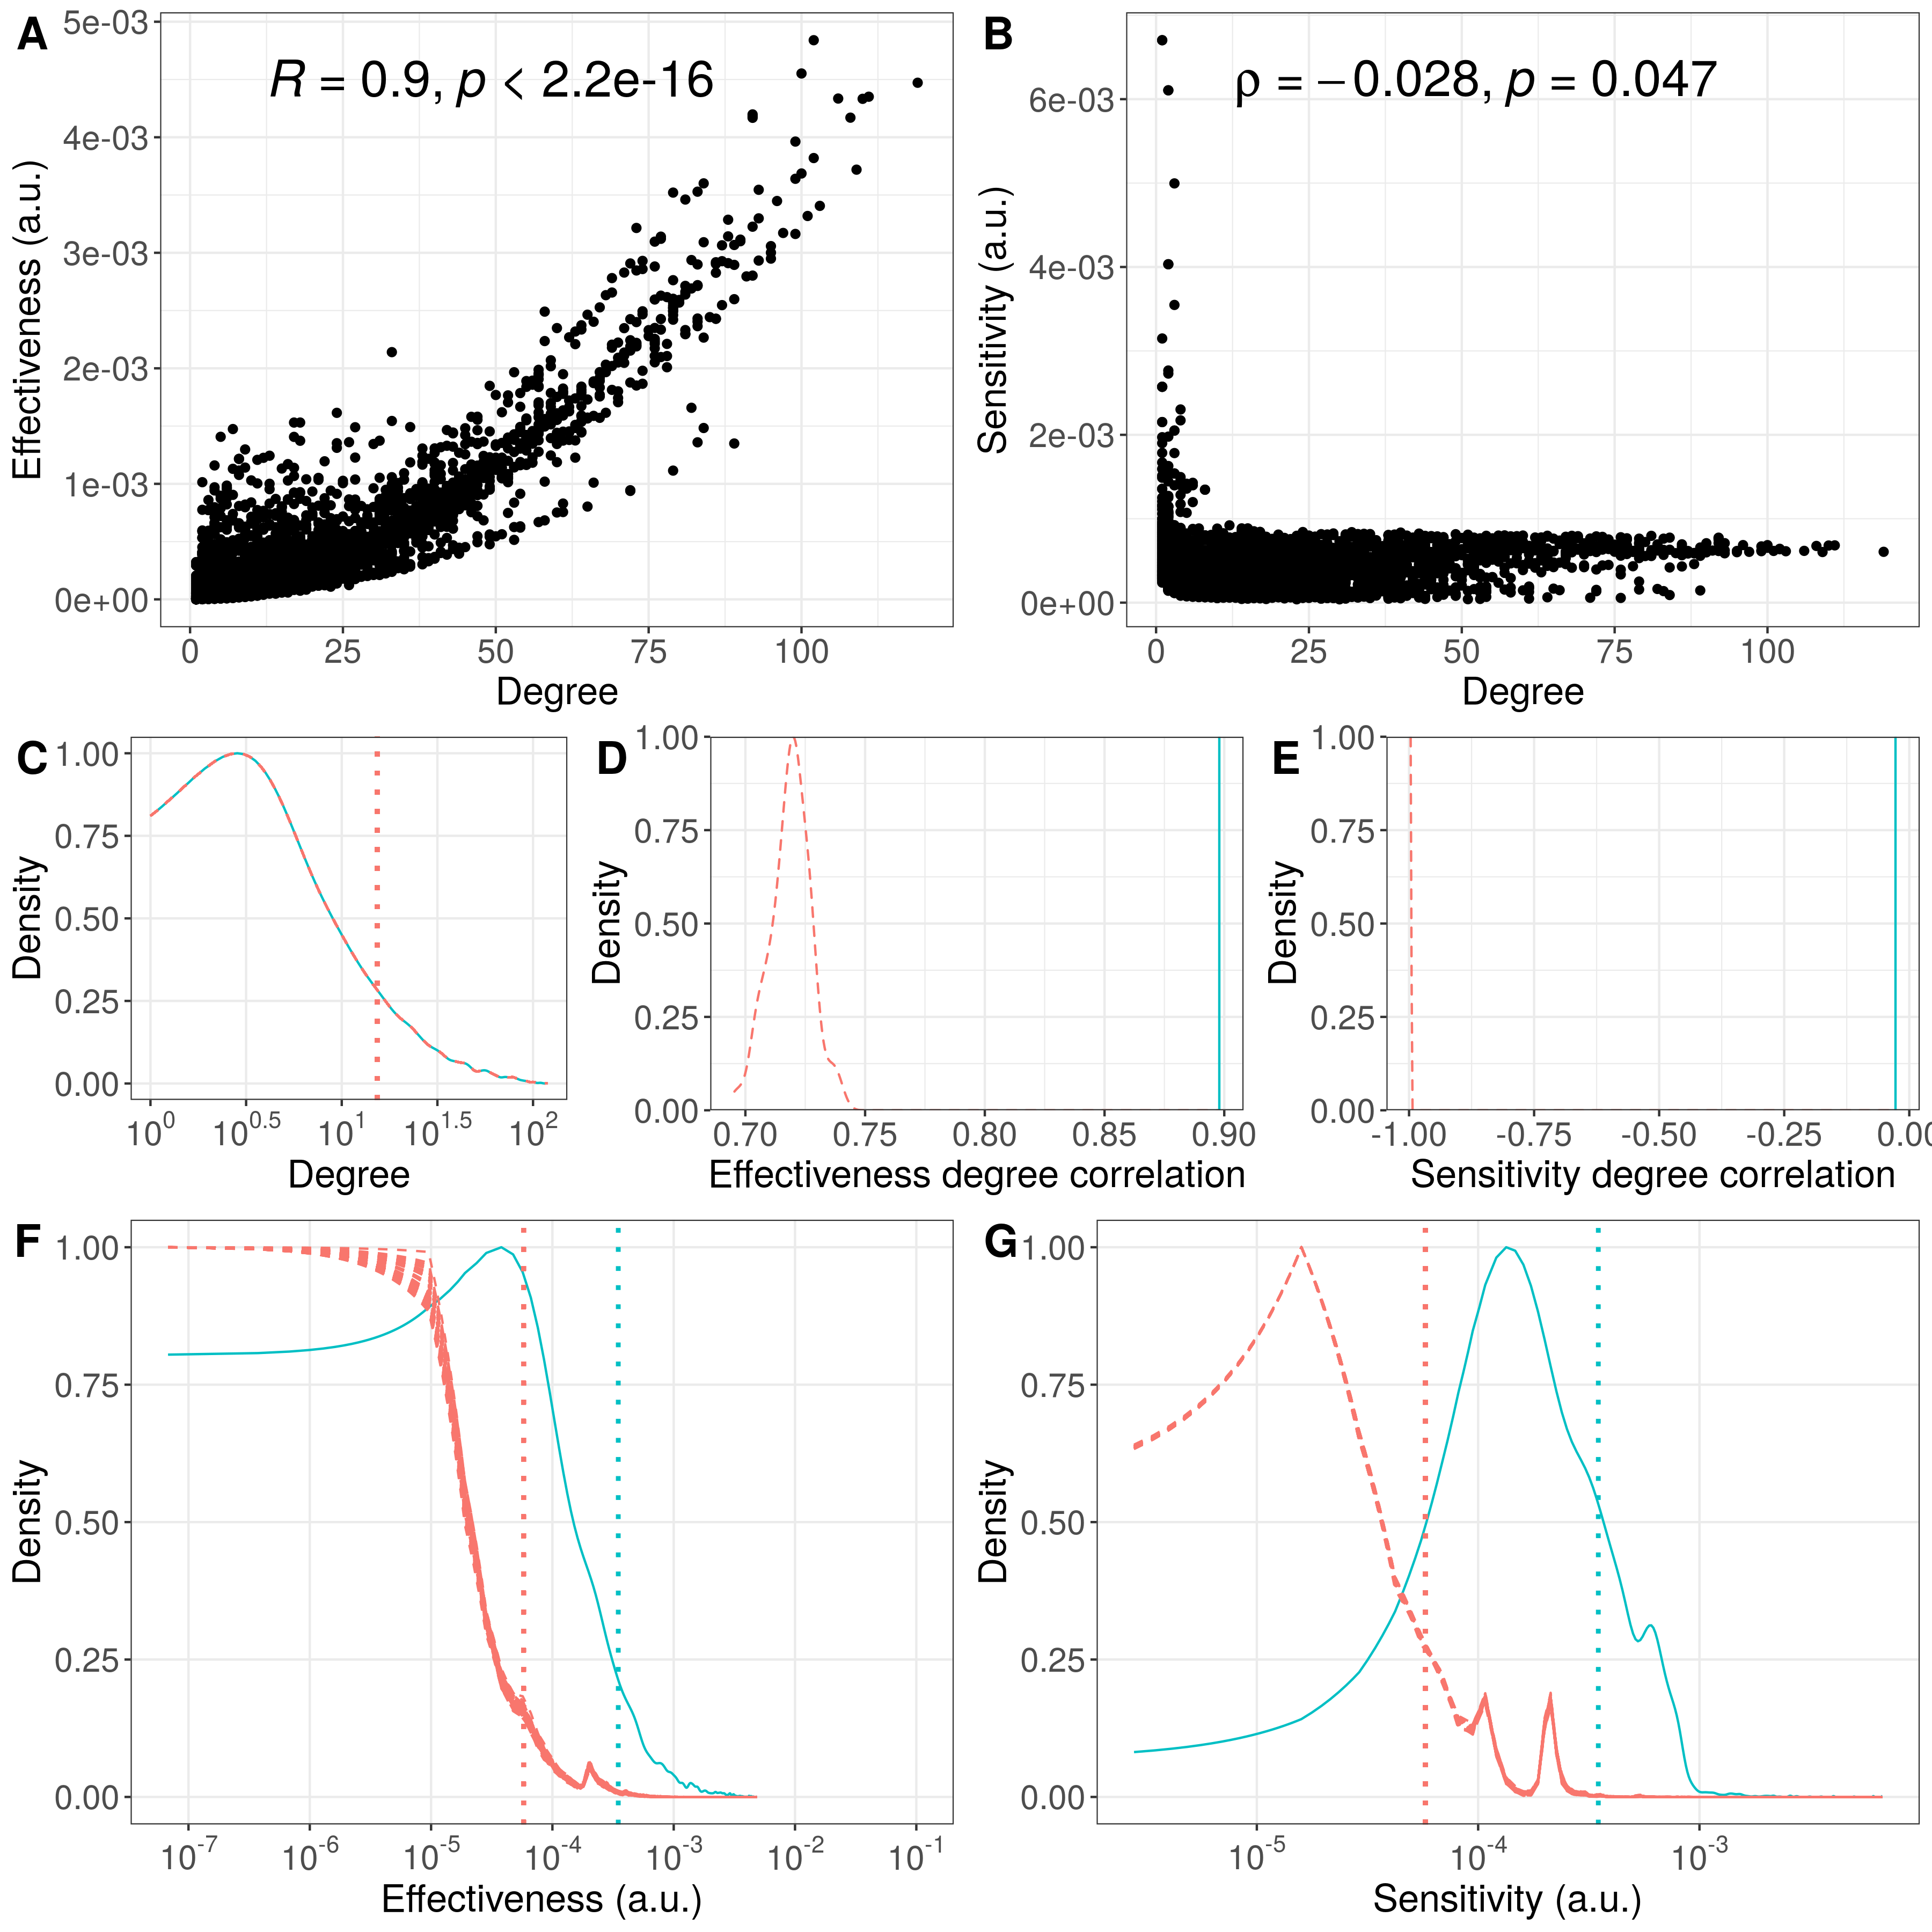 A
R = 0.9, p < 2.2e-16
5e-03
4e-03
3e-03
2e-03
1e-03
0e+00
Effectiveness (a.u.)
0 25 50 75 100
Degree
B
ρ = −0.028, p = 0.047
6e-03
4e-03
2e-03
0e+00
Sensitivity (a.u.)
0 25 50 75 100
Degree
C
1.00
0.75
0.50
0.25
0.00
Density
10^0 10^0.5 10^1 10^1.5 10^2
Degree
D
1.00
0.75
0.50
0.25
0.00
Density
0.70 0.75 0.80 0.85 0.90
Effectiveness degree correlation
E
1.00
0.75
0.50
0.25
0.00
Density
-1.00 -0.75 -0.50 -0.25 0.00
Sensitivity degree correlation
F
1.00
0.75
0.50
0.25
0.00
Density
10^-7 10^-6 10^-5 10^-4 10^-3 10^-2 10^-1
Effectiveness (a.u.)
G
1.00
0.75
0.50
0.25
0.00
Density
10^-5 10^-4 10^-3
Sensitivity (a.u.)